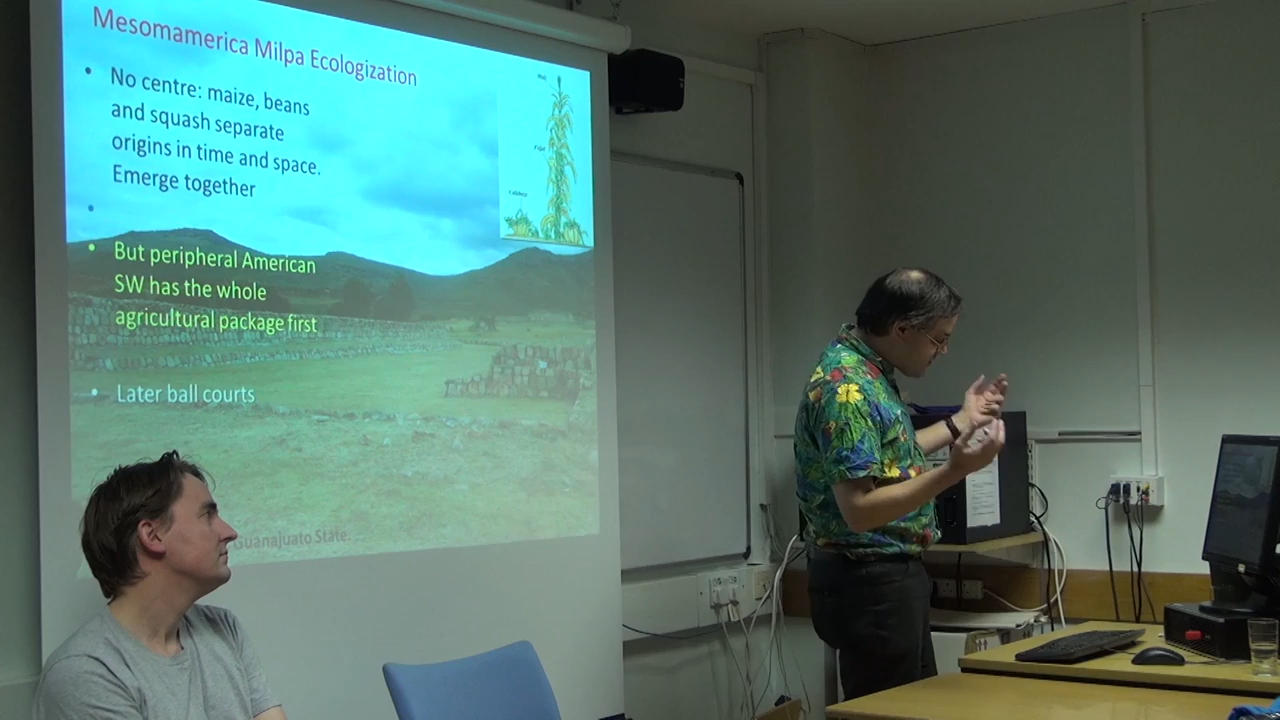 Mesomamerica Milpa Ecologization
• No centre: maize, beans
and squash separate
origins in time and space.
Emerge together
•
• But peripheral American
SW has the whole
agricultural package first
• Later ball courts
Guanajuato State.